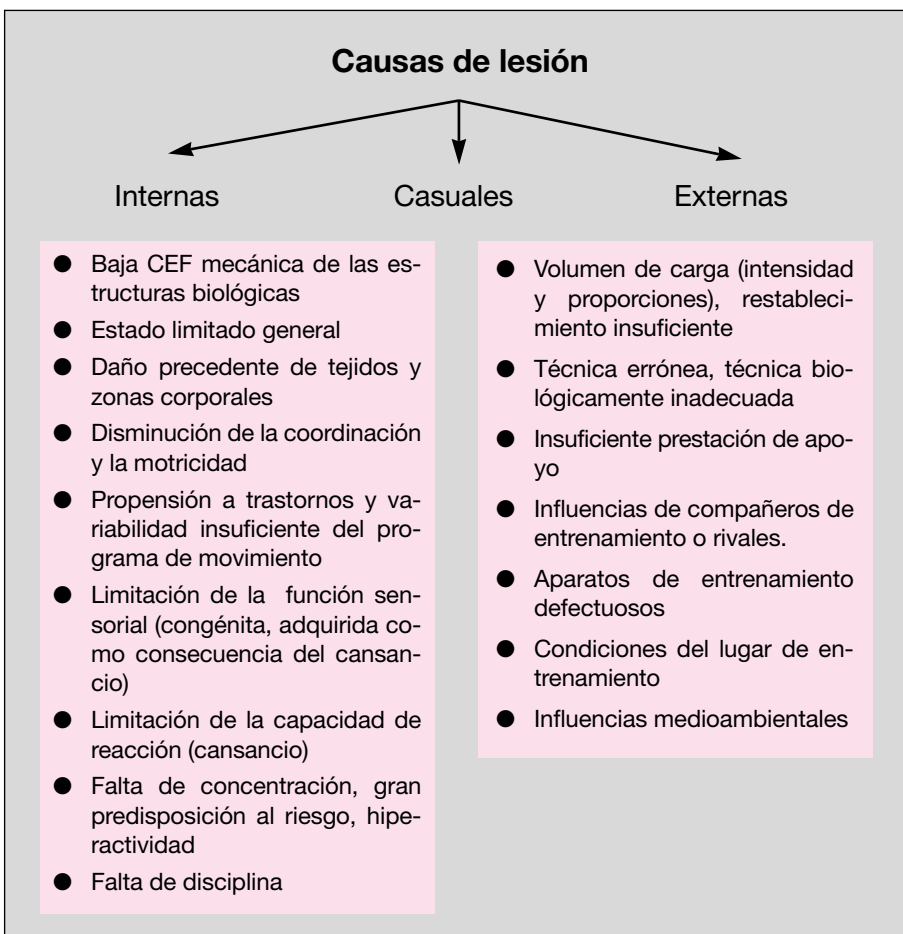 Causas de lesión
Internas
Casuales
Externas
● Baja CEF mecánica de las es-
tructuras biológicas
● Estado limitado general
● Daño precedente de tejidos y
zonas corporales
● Disminución de la coordinación
y la motricidad
● Propensión a trastornos y va-
riabilidad insuficiente del pro-
grama de movimiento
● Limitación de la función sen-
sorial (congénita, adquirida co-
mo consecuencia del cansan-
cio)
● Limitación de la capacidad de
reacción (cansancio)
● Falta de concentración, gran
predisposición al riesgo, hipe-
ractividad
● Falta de disciplina
● Volumen de carga (intensidad
y proporciones), restableci-
miento insuficiente
● Técnica errónea, técnica bio-
lógicamente inadecuada
● Insuficiente prestación de apo-
yo
● Influencias de compañeros de
entrenamiento o rivales.
● Aparatos de entrenamiento
defectuosos
● Condiciones del lugar de en-
trenamiento
● Influencias medioambientales